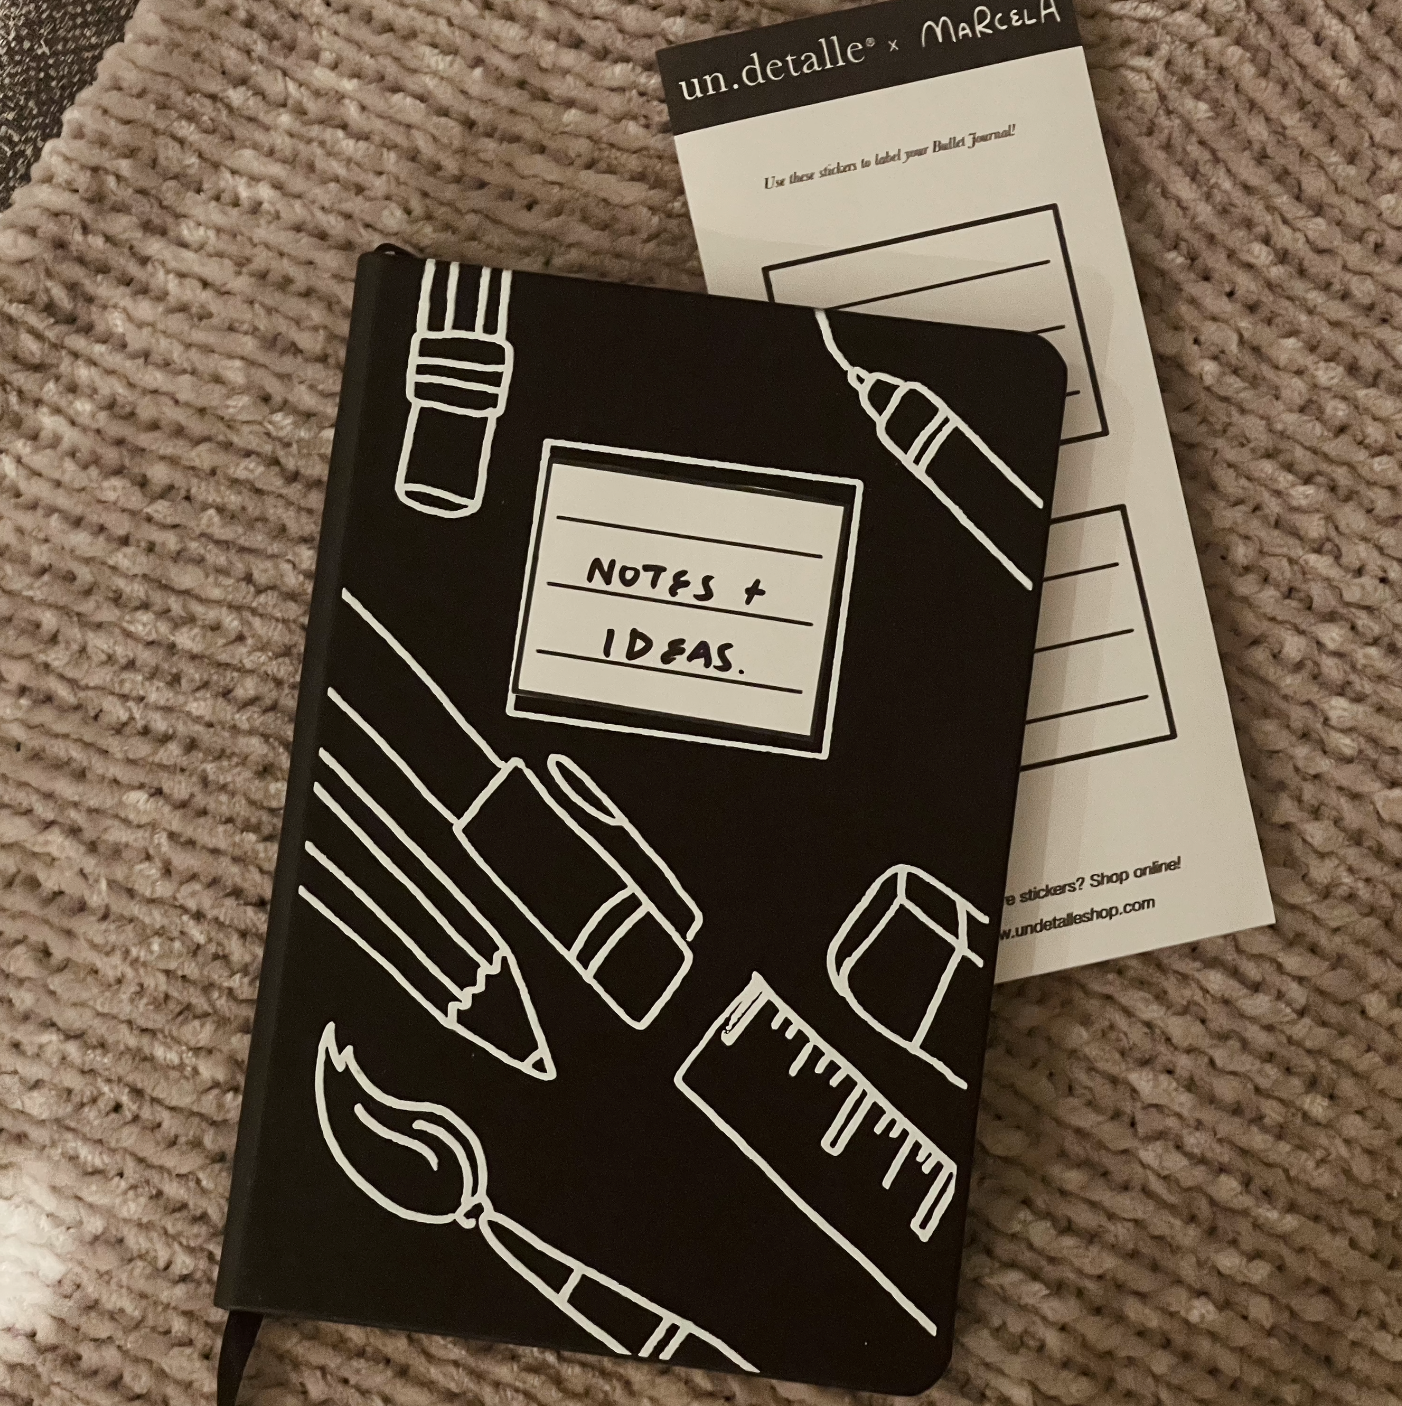 un.detalle® x MARCELA
Use these stickers to label your Bullet Journal!
NOTES +
IDEAS.
stickers? Shop online!
.undetalleshop.com